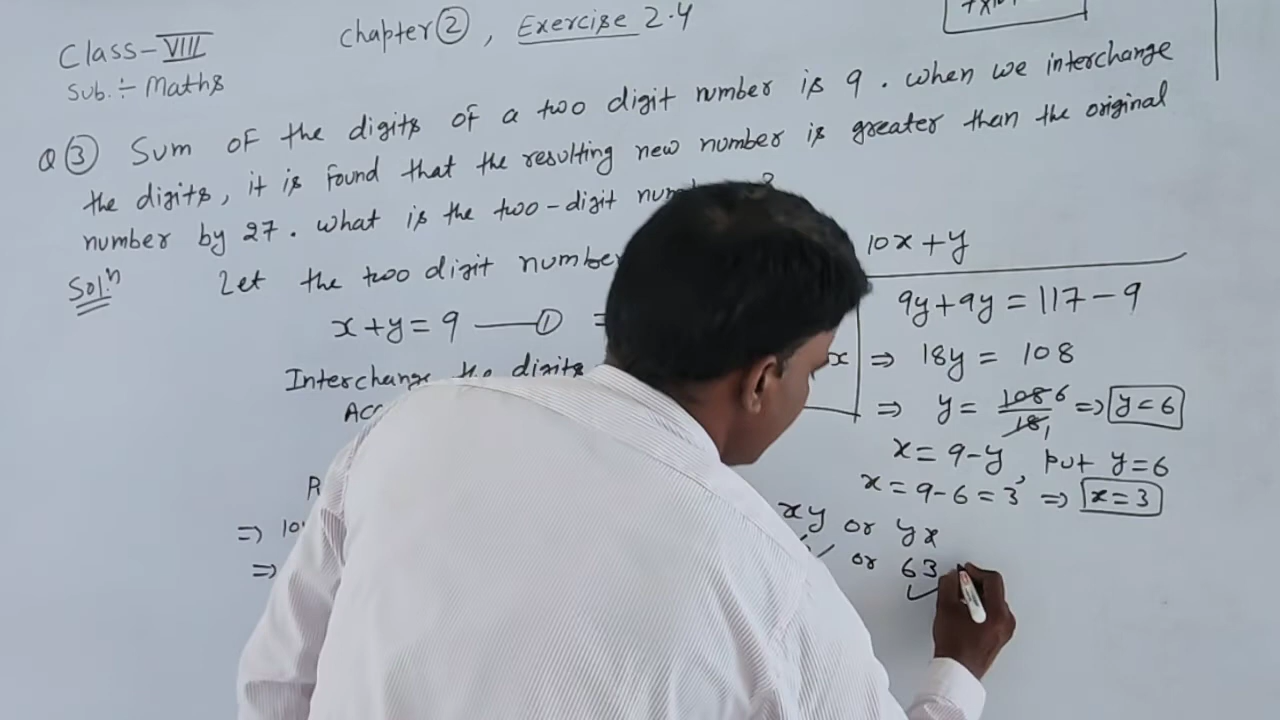 Class-VIII
Sub. ÷ Maths
chapter ②, Exercise 2.4
Q ③ Sum of the digits of a two digit number is 9. When we interchange
the digits, it is found that the resulting new number is greater than the original
number by 27. What is the two-digit
Solⁿ Let the two digit number
x+y=9 —① =
Interchange the digits
10x+y
9y+9y=117-9
x ⇒ 18y = 108
⇒ y= 108 6 / 18 1 ⇒ y=6
x=9-y, put y=6
x=9-6=3 ⇒ x=3
xy or yx
or 63
⇒
⇒